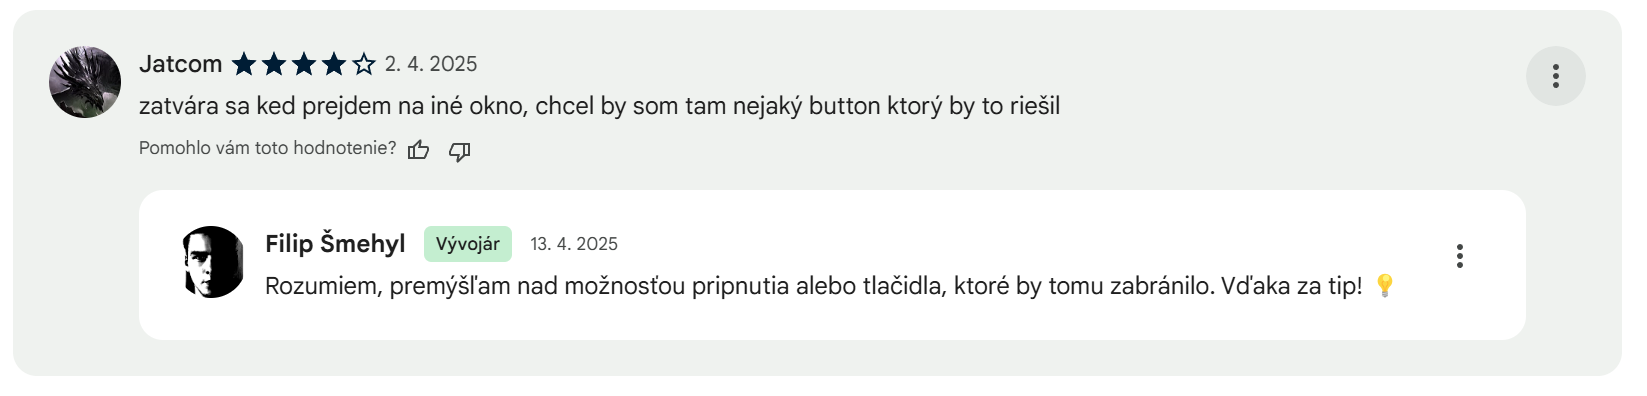 Jatcom 2. 4. 2025
zatvára sa ked prejdem na iné okno, chcel by som tam nejaký button ktorý by to riešil
Pomohlo vám toto hodnotenie?
Filip Šmehyl Vývojár 13. 4. 2025
Rozumiem, premýšľam nad možnosťou pripnutia alebo tlačidla, ktoré by tomu zabránilo. Vďaka za tip! 💡